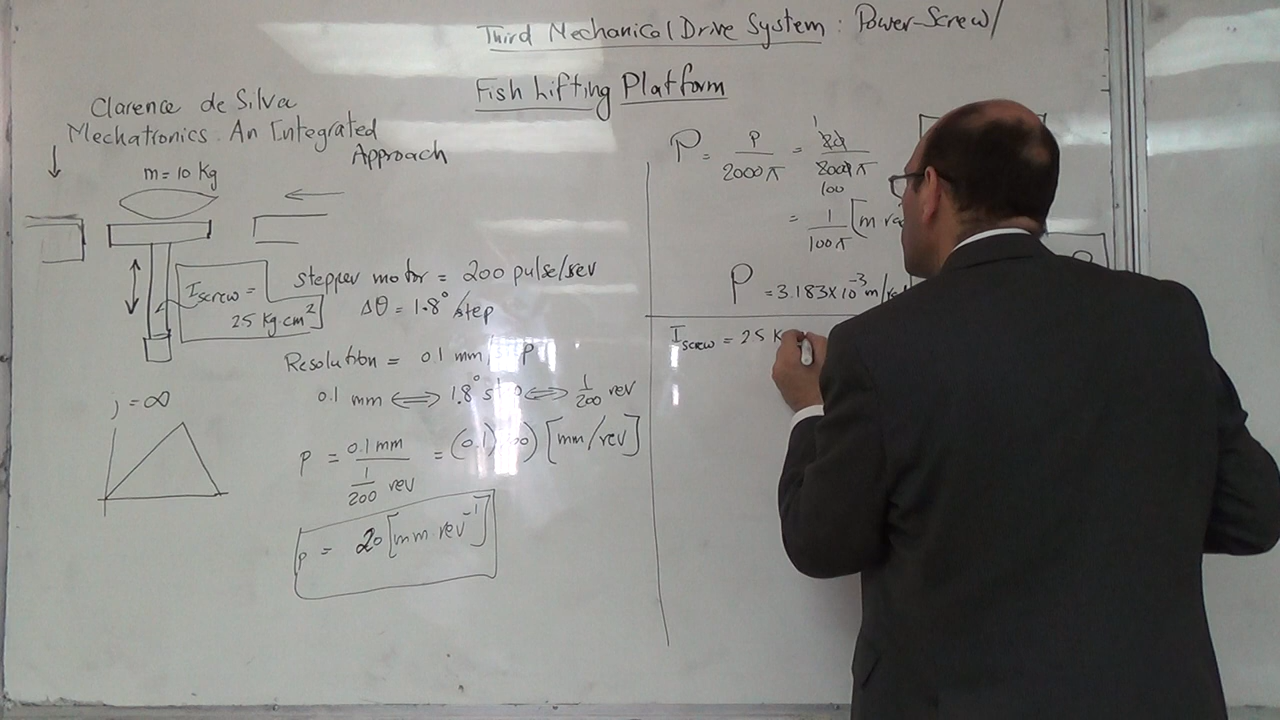 Third Mechanical Drive System : Power-Screw/
Fish Lifting Platform
Clarence de Silva
Mechatronics. An Integrated
Approach
m = 10 Kg
I screw =
25 Kg.cm²
stepper motor = 200 pulse/rev
Δθ = 1.8° /step
Resolution = 0.1 mm/ P
0.1 mm ⟺ 1.8° ⟺ 1/200 rev
p = 0.1 mm / (1/200 rev) = (0.1) [mm/rev]
p = 20 [mm.rev⁻¹]
= ∞
P = p / 2000π = 20 / 2000π
1
100
= 1/100π [m
P = 3.183×10⁻³ m/rad
I screw = 25 K